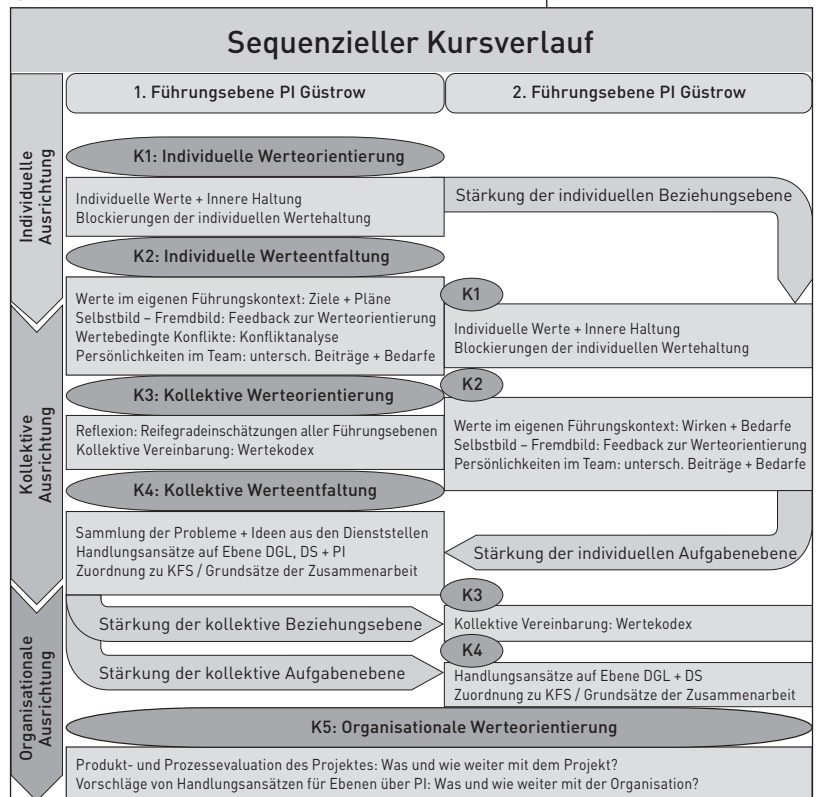 Sequenzieller Kursverlauf
1. Führungsebene PI Güstrow
2. Führungsebene PI Güstrow
Individuelle
Ausrichtung
K1: Individuelle Werteorientierung
Individuelle Werte + Innere Haltung
Blockierungen der individuellen Wertehaltung
Stärkung der individuellen Beziehungsebene
K2: Individuelle Werteentfaltung
Werte im eigenen Führungskontext: Ziele + Pläne
Selbstbild – Fremdbild: Feedback zur Werteorientierung
Wertebedingte Konflikte: Konfliktanalyse
Persönlichkeiten im Team: untersch. Beiträge + Bedarfe
K1
Individuelle Werte + Innere Haltung
Blockierungen der individuellen Wertehaltung
Kollektive
Ausrichtung
K3: Kollektive Werteorientierung
Reflexion: Reifegradeinschätzungen aller Führungsebenen
Kollektive Vereinbarung: Wertekodex
K2
Werte im eigenen Führungskontext: Wirken + Bedarfe
Selbstbild – Fremdbild: Feedback zur Werteorientierung
Persönlichkeiten im Team: untersch. Beiträge + Bedarfe
K4: Kollektive Werteentfaltung
Sammlung der Probleme + Ideen aus den Dienststellen
Handlungsansätze auf Ebene DGL, DS + PI
Zuordnung zu KFS / Grundsätze der Zusammenarbeit
Stärkung der individuellen Aufgabenebene
Organisationale
Ausrichtung
Stärkung der kollektive Beziehungsebene
K3
Kollektive Vereinbarung: Wertekodex
Stärkung der kollektive Aufgabenebene
K4
Handlungsansätze auf Ebene DGL + DS
Zuordnung zu KFS / Grundsätze der Zusammenarbeit
K5: Organisationale Werteorientierung
Produkt- und Prozessevaluation des Projektes: Was und wie weiter mit dem Projekt?
Vorschläge von Handlungsansätzen für Ebenen über PI: Was und wie weiter mit der Organisation?